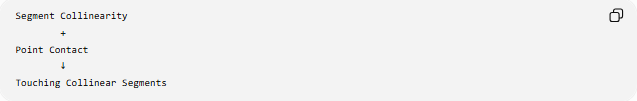 Segment Collinearity
+
Point Contact
↓
Touching Collinear Segments